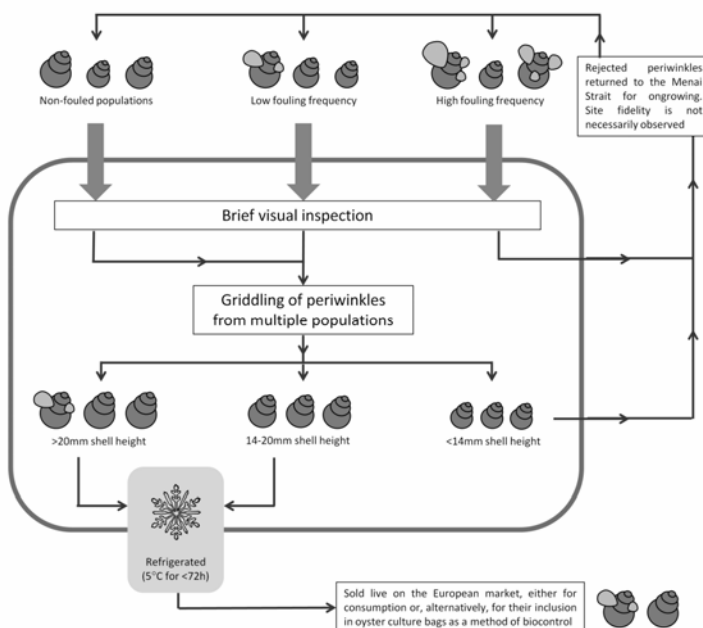 Non-fouled populations
Low fouling frequency
High fouling frequency
Rejected periwinkles
returned to the Menai
Strait for ongrowing.
Site fidelity is not
necessarily observed
Brief visual inspection
Griddling of periwinkles
from multiple populations
>20mm shell height
14-20mm shell height
<14mm shell height
Refrigerated
(5°C for <72h)
Sold live on the European market, either for
consumption or, alternatively, for their inclusion
in oyster culture bags as a method of biocontrol